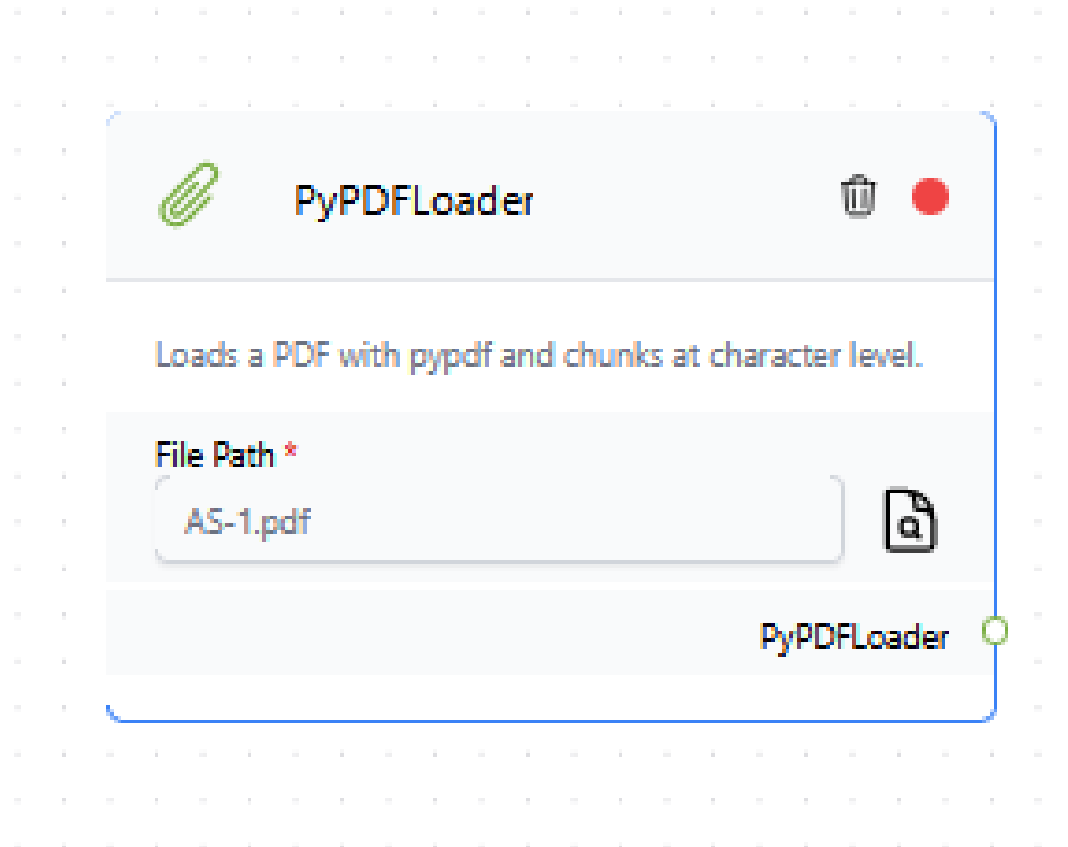 PyPDFLoader
Loads a PDF with pypdf and chunks at character level.
File Path *
AS-1.pdf
PyPDFLoader